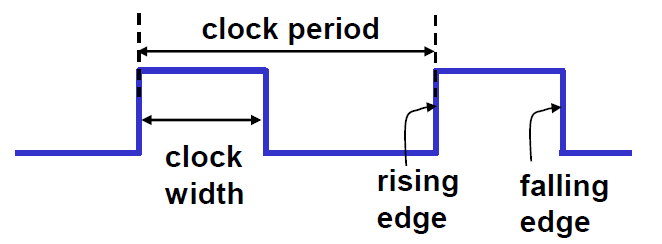 clock period
clock
width
rising
edge
falling
edge